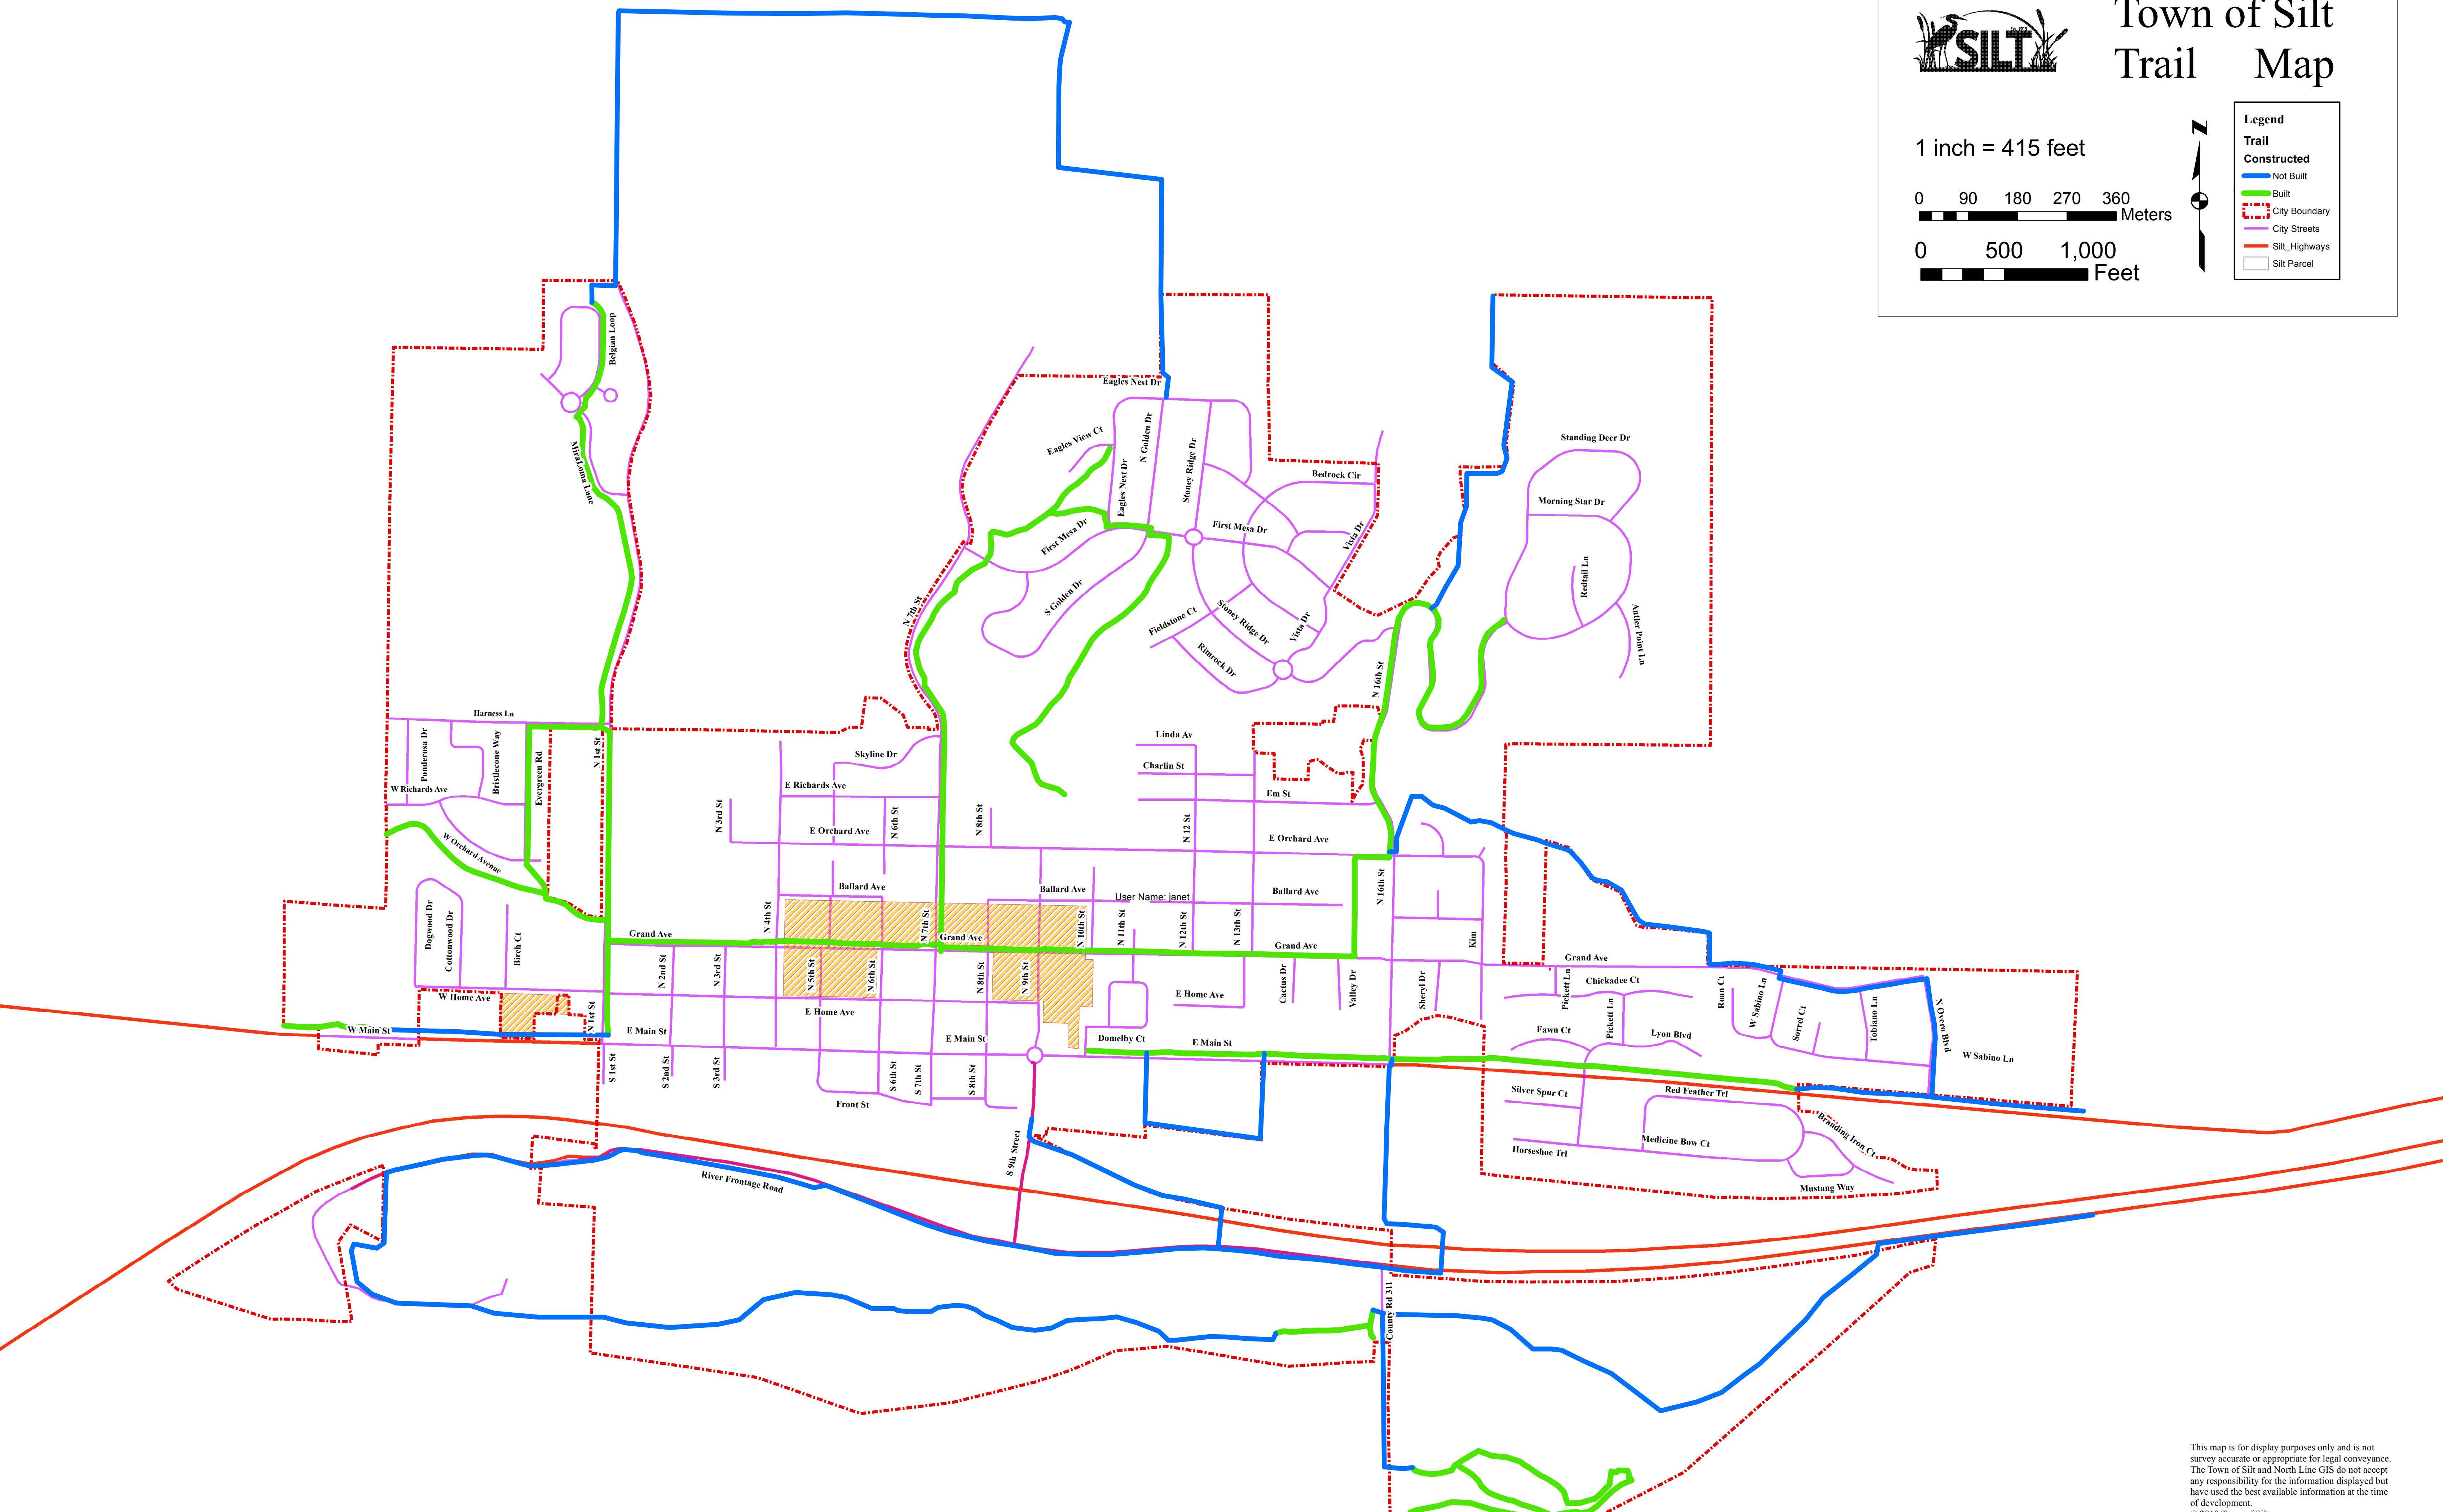 SILT
Town of Silt
Trail Map
1 inch = 415 feet
0 90 180 270 360
Meters
0 500 1,000
Feet
N
Legend
Trail
Constructed
Not Built
Built
City Boundary
City Streets
Silt_Highways
Silt Parcel
Belgian Loop
MiraLoma Lane
Eagles Nest Dr
Eagles View Ct
N Golden Dr
Eagles Nest Dr
Stoney Ridge Dr
Bedrock Cir
First Mesa Dr
First Mesa Dr
Vista Dr
S Golden Dr
Fieldstone Ct
Stoney Ridge Dr
Vista Dr
Rimrock Dr
N 7th St
N 16th St
Standing Deer Dr
Morning Star Dr
Redtail Ln
Antler Point Ln
Harness Ln
Ponderosa Dr
Bristlecone Way
Evergreen Rd
N 1st St
W Richards Ave
W Orchard Avenue
Skyline Dr
E Richards Ave
N 3rd St
E Orchard Ave
N 6th St
N 8th St
Linda Av
Charlin St
Em St
N 12 St
E Orchard Ave
Ballard Ave
Ballard Ave
User Name: janet
Ballard Ave
N 16th St
Dogwood Dr
Cottonwood Dr
Birch Ct
Grand Ave
N 4th St
N 7th St
Grand Ave
N 10th St
N 11th St
N 12th St
N 13th St
Grand Ave
Kim
Grand Ave
N 2nd St
N 3rd St
N 5th St
N 6th St
N 8th St
N 9th St
Cactus Dr
Valley Dr
Sheryl Dr
Pickett Ln
Chickadee Ct
Roan Ct
W Sabino Ln
Sorrel Ct
Tobiano Ln
N Overo Blvd
W Sabino Ln
W Home Ave
N 1st St
E Home Ave
E Home Ave
Pickett Ln
Fawn Ct
Lyon Blvd
W Main St
E Main St
E Main St
Domelby Ct
E Main St
S 1st St
S 2nd St
S 3rd St
S 6th St
S 7th St
S 8th St
Front St
Silver Spur Ct
Red Feather Trl
Branding Iron Ct
Medicine Bow Ct
Horseshoe Trl
Mustang Way
S 9th Street
River Frontage Road
County Rd 311
This map is for display purposes only and is not
survey accurate or appropriate for legal conveyance.
The Town of Silt and North Line GIS do not accept
any responsibility for the information displayed but
have used the best available information at the time
of development.